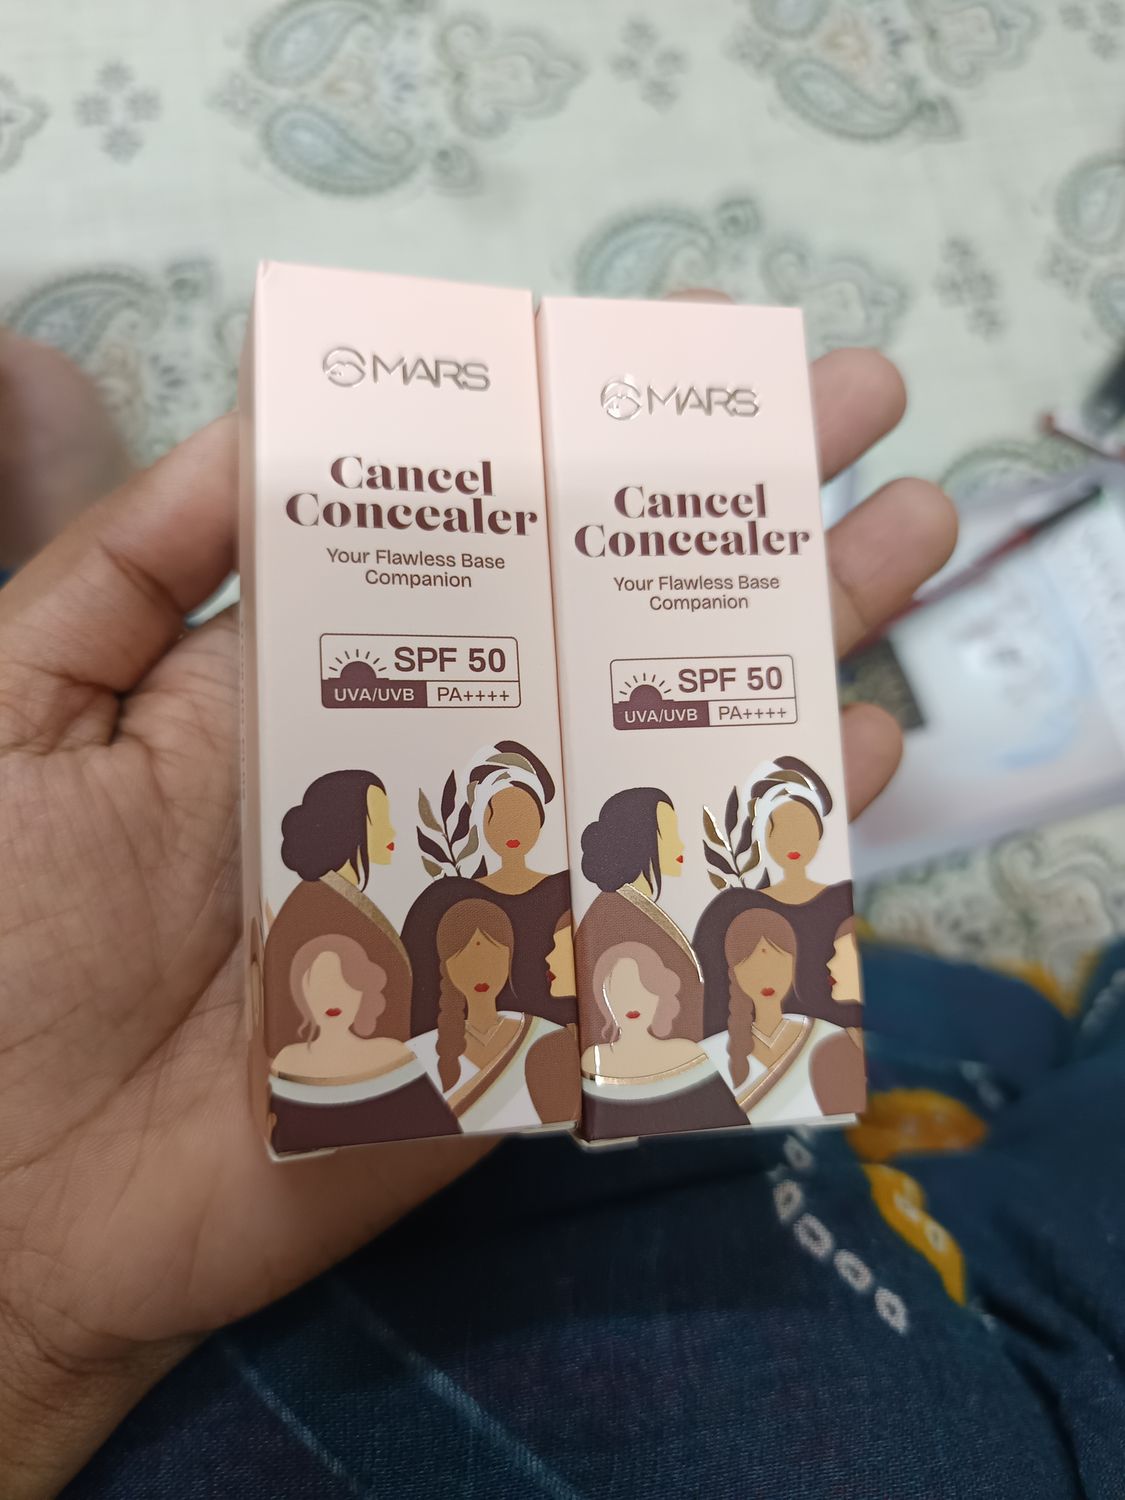 MARS
Cancel
Concealer
Your Flawless Base
Companion
SPF 50
UVA/UVB PA++++
MARS
Cancel
Concealer
Your Flawless Base
Companion
SPF 50
UVA/UVB PA++++